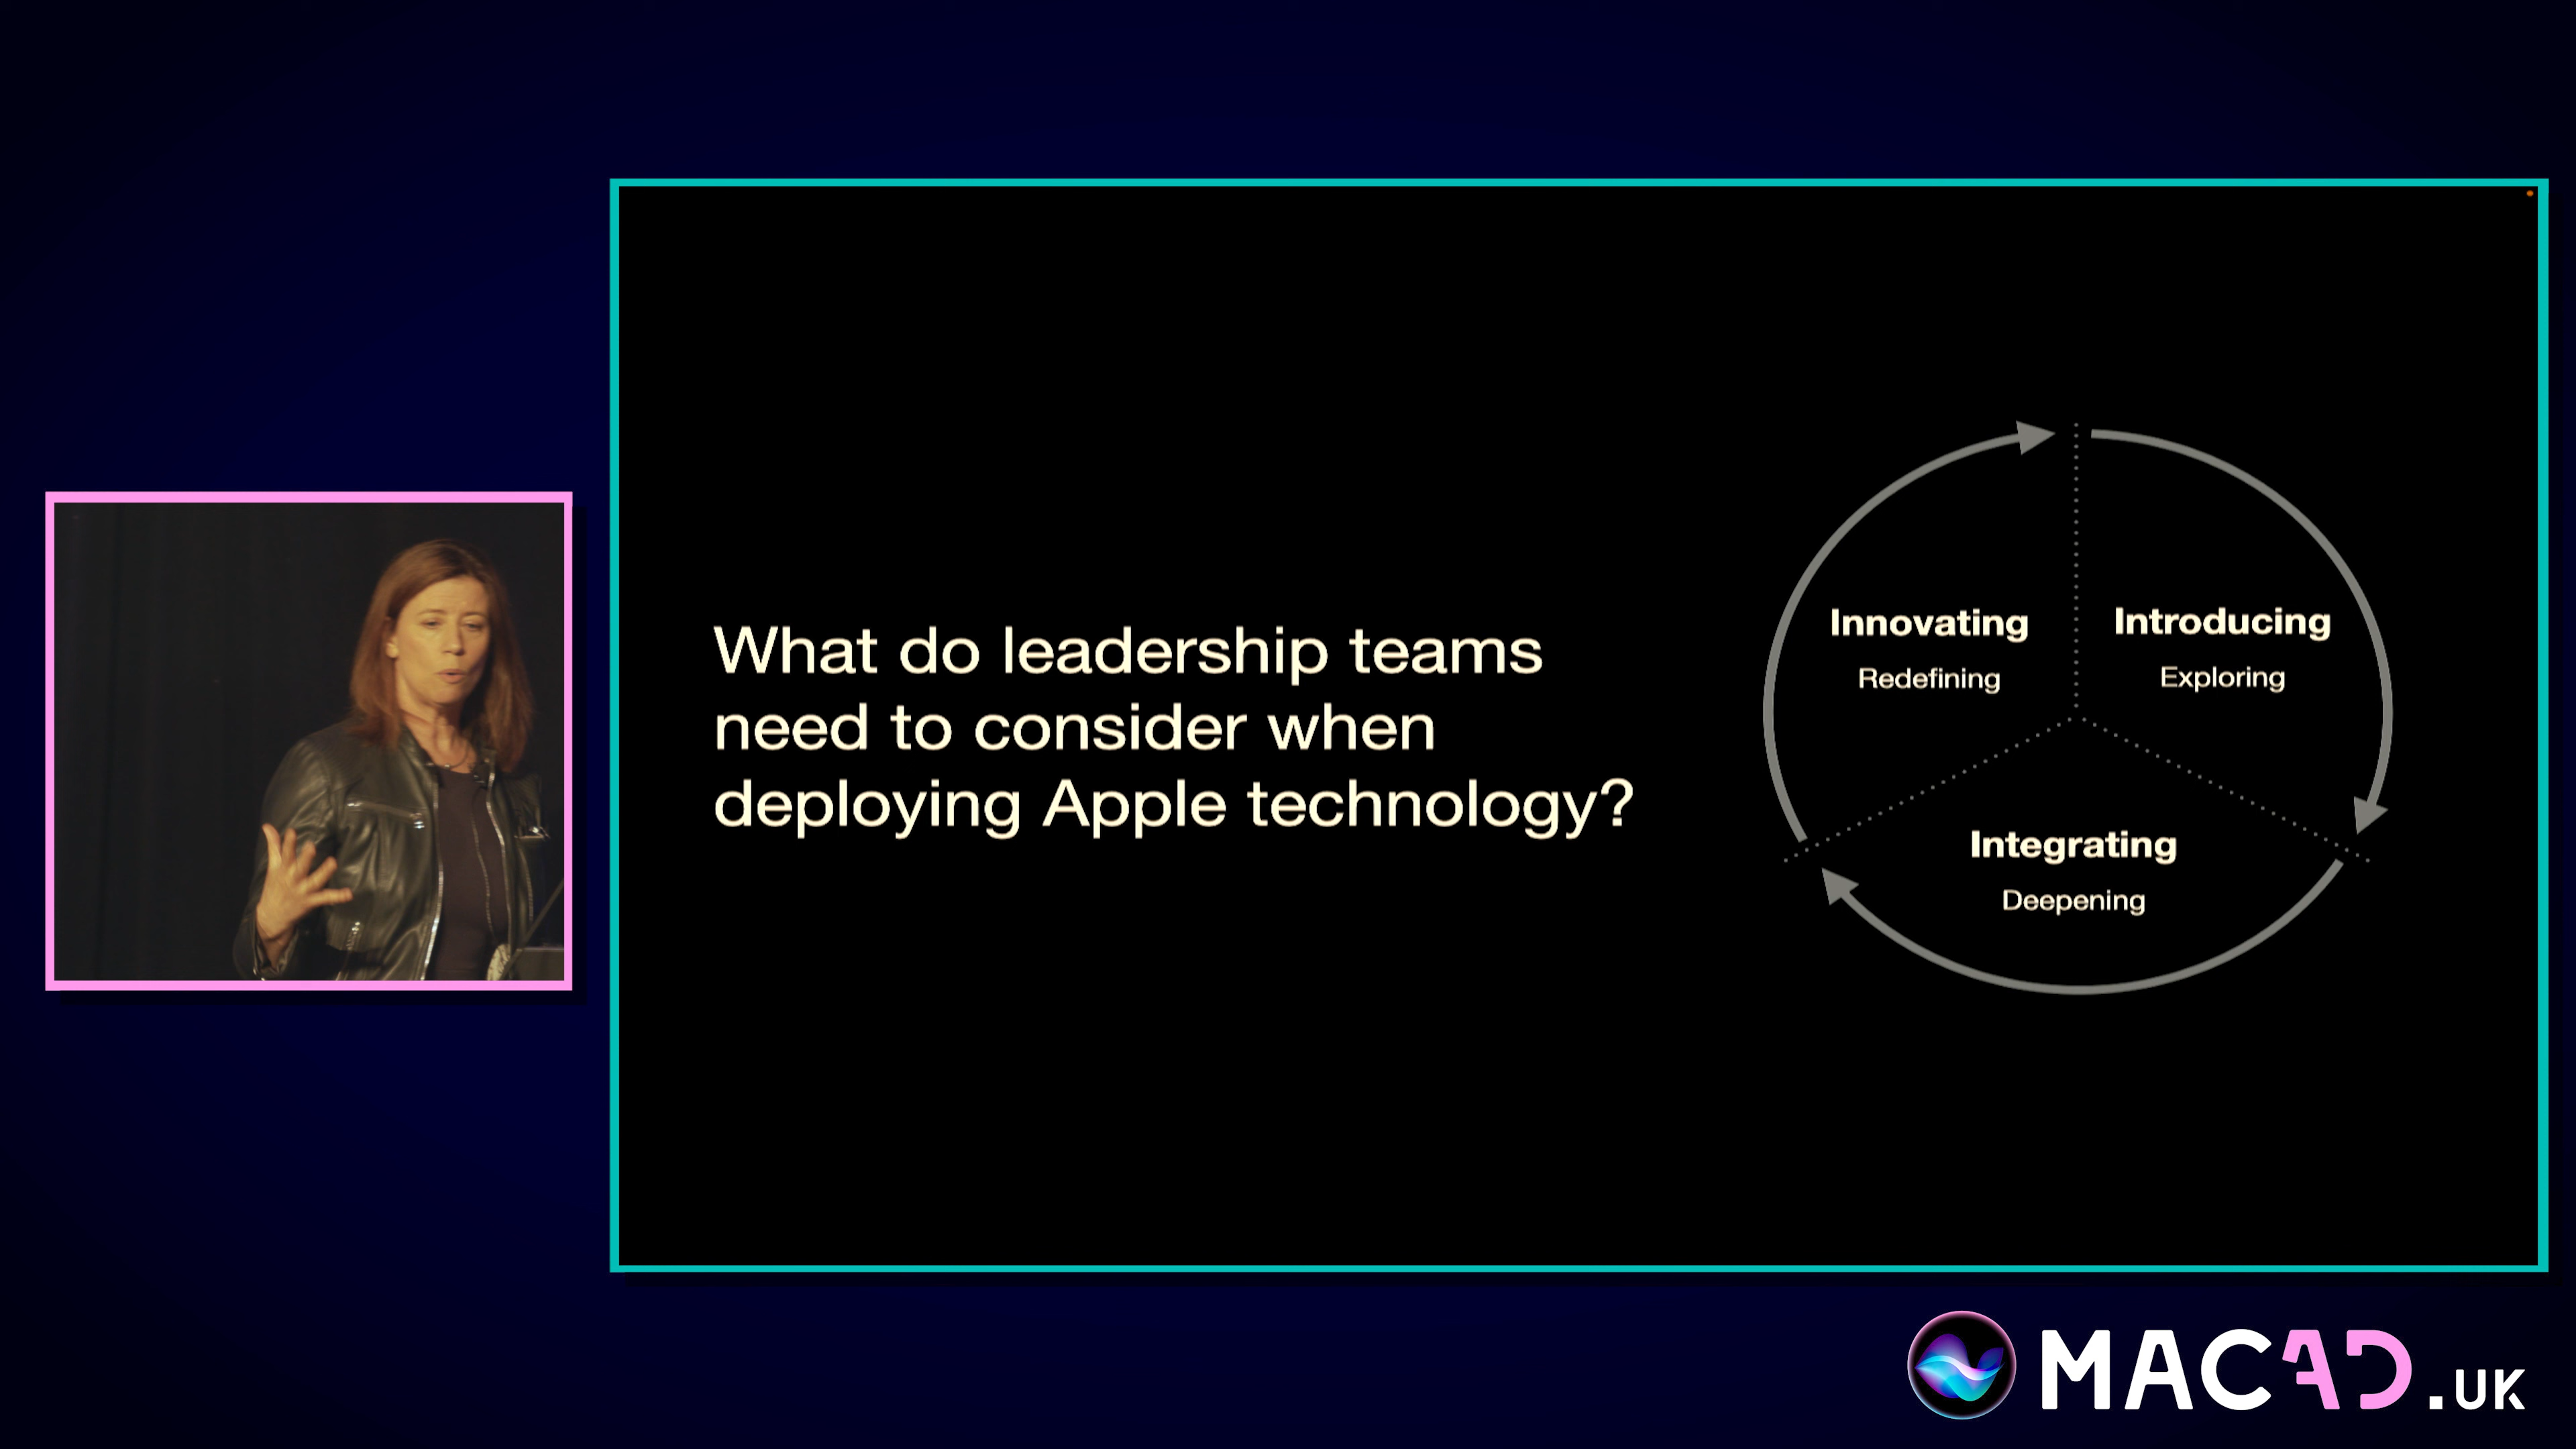 What do leadership teams
need to consider when
deploying Apple technology?
Innovating
Redefining
Introducing
Exploring
Integrating
Deepening
MACAD.UK